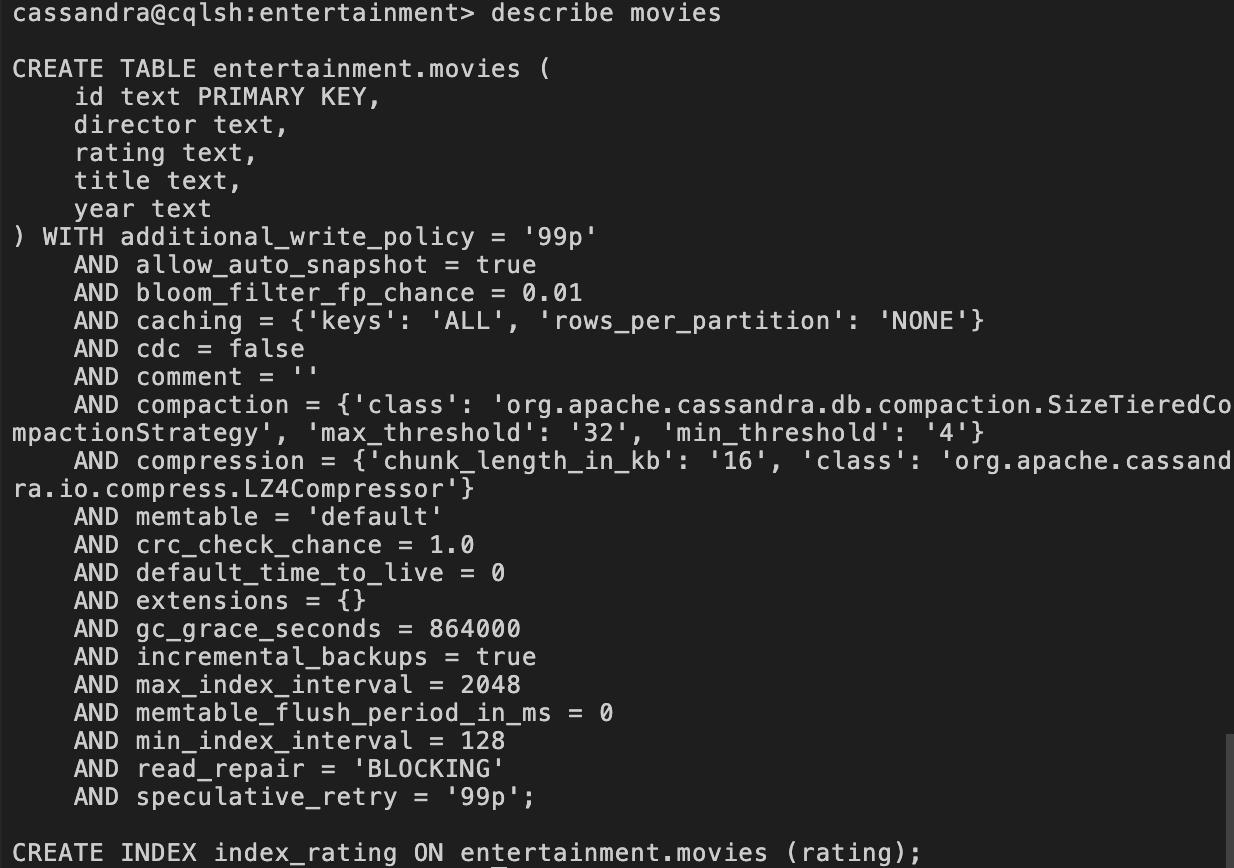 cassandra@cqlsh:entertainment> describe movies
CREATE TABLE entertainment.movies (
    id text PRIMARY KEY,
    director text,
    rating text,
    title text,
    year text
) WITH additional_write_policy = '99p'
    AND allow_auto_snapshot = true
    AND bloom_filter_fp_chance = 0.01
    AND caching = {'keys': 'ALL', 'rows_per_partition': 'NONE'}
    AND cdc = false
    AND comment = ''
    AND compaction = {'class': 'org.apache.cassandra.db.compaction.SizeTieredCo
mpactionStrategy', 'max_threshold': '32', 'min_threshold': '4'}
    AND compression = {'chunk_length_in_kb': '16', 'class': 'org.apache.cassand
ra.io.compress.LZ4Compressor'}
    AND memtable = 'default'
    AND crc_check_chance = 1.0
    AND default_time_to_live = 0
    AND extensions = {}
    AND gc_grace_seconds = 864000
    AND incremental_backups = true
    AND max_index_interval = 2048
    AND memtable_flush_period_in_ms = 0
    AND min_index_interval = 128
    AND read_repair = 'BLOCKING'
    AND speculative_retry = '99p';
CREATE INDEX index_rating ON entertainment.movies (rating);